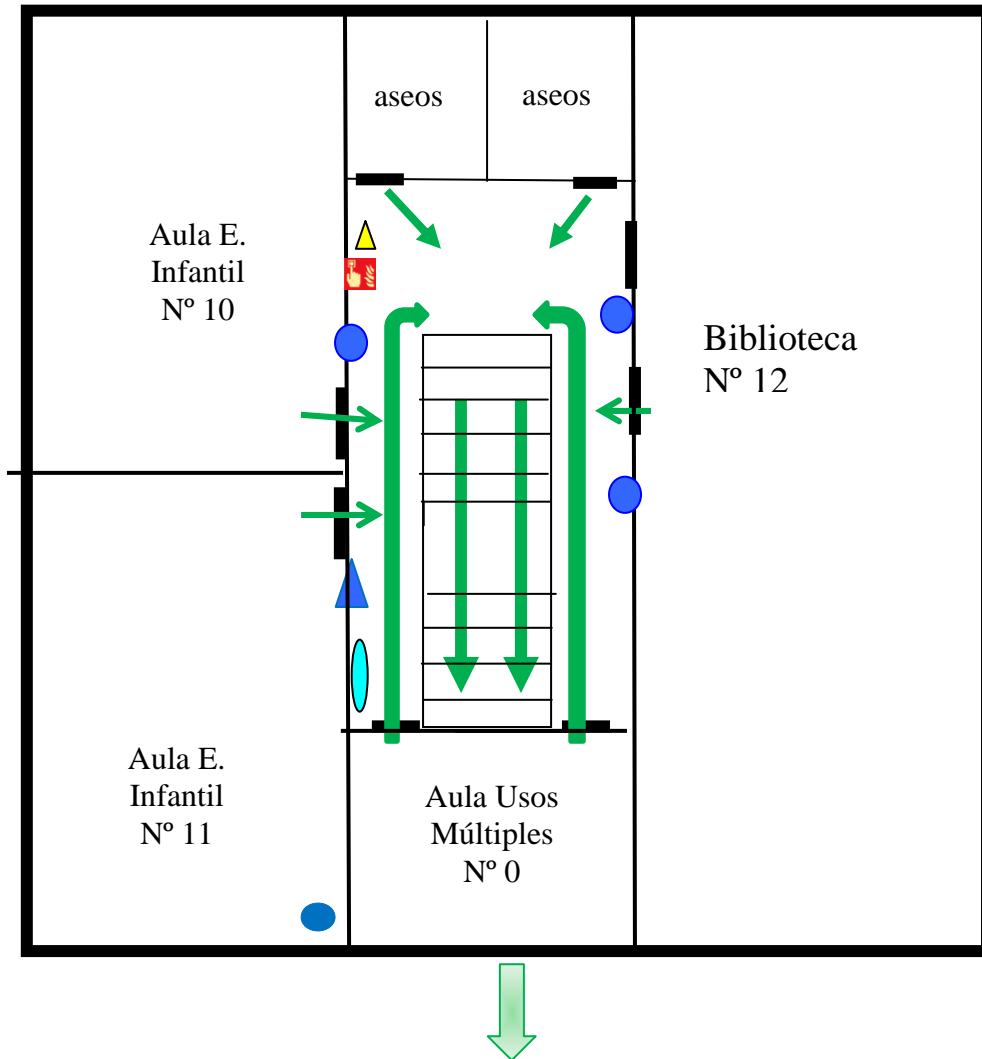 aseos
aseos
Aula E.
Infantil
Nº 10
Biblioteca
Nº 12
Aula E.
Infantil
Nº 11
Aula Usos
Múltiples
Nº 0